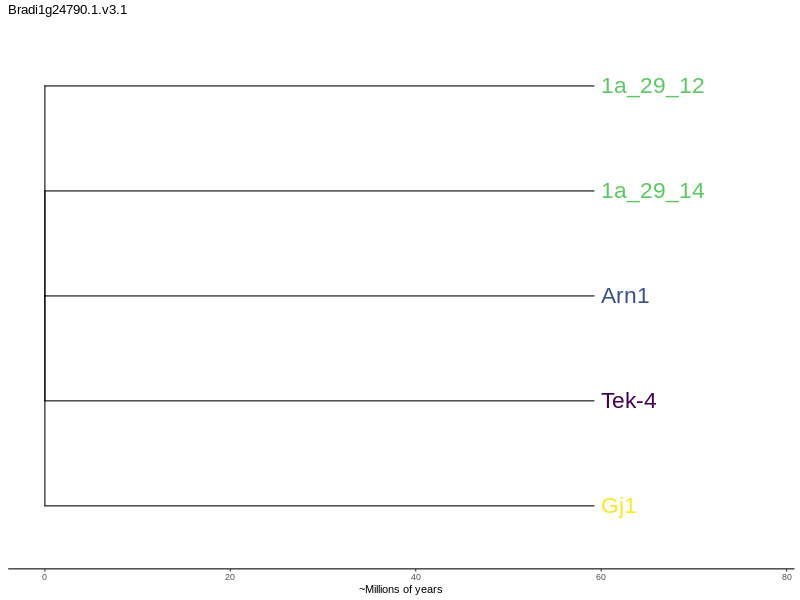 Bradi1g24790.1.v3.1
1a_29_12
1a_29_14
Arn1
Tek-4
Gj1
0 20 40 60 80
~Millions of years